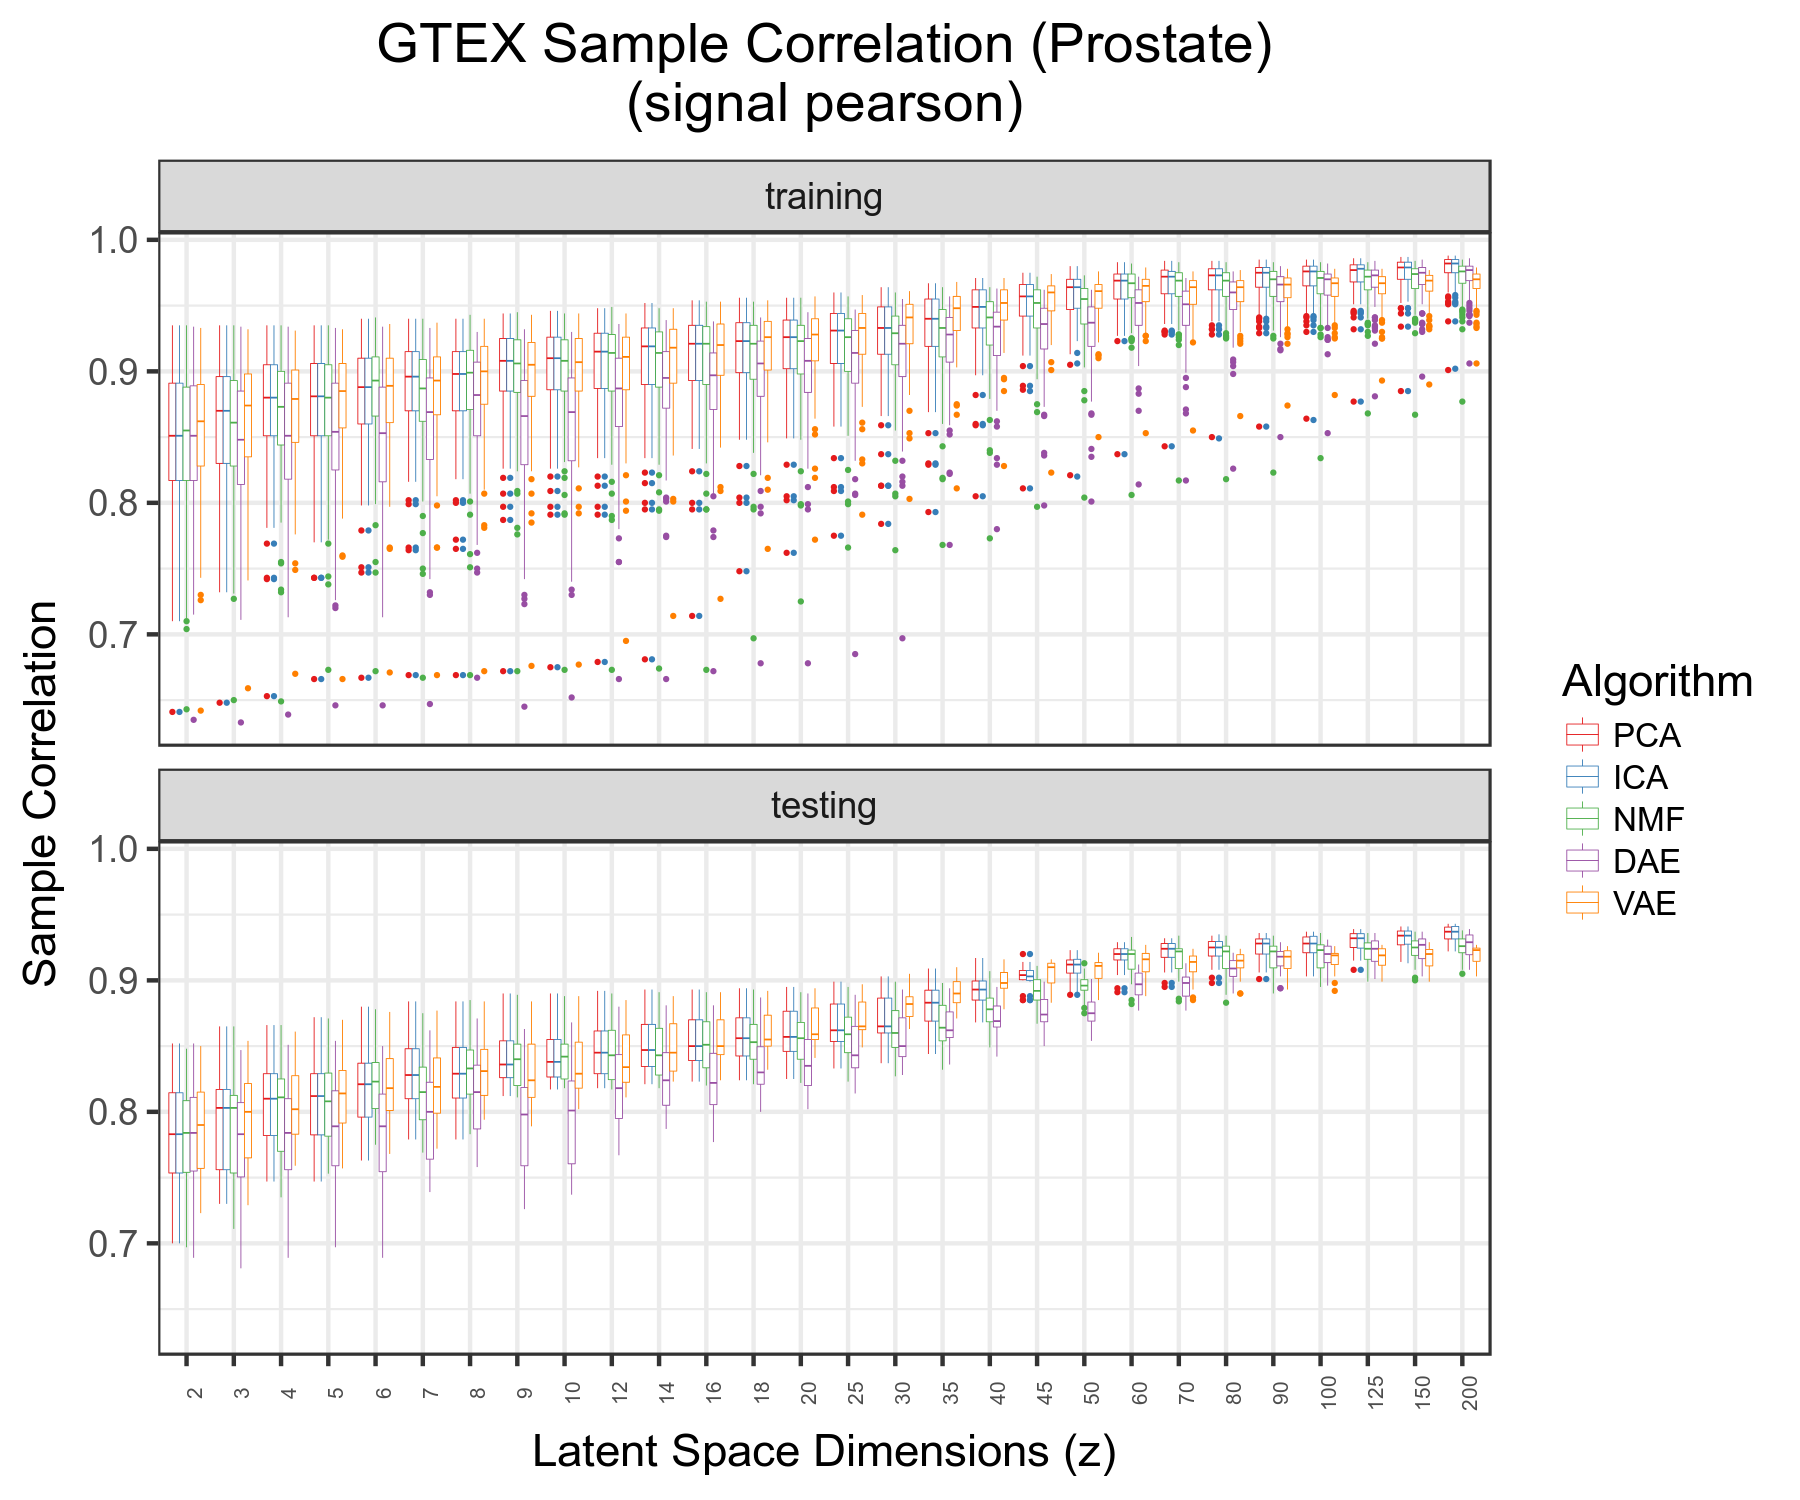 GTEX Sample Correlation (Prostate)
(signal pearson)
training
1.0
0.9
0.8
0.7
testing
1.0
0.9
0.8
0.7
Sample Correlation
2 3 4 5 6 7 8 9 10 12 14 16 18 20 25 30 35 40 45 50 60 70 80 90 100 125 150 200
Latent Space Dimensions (z)
Algorithm
PCA
ICA
NMF
DAE
VAE